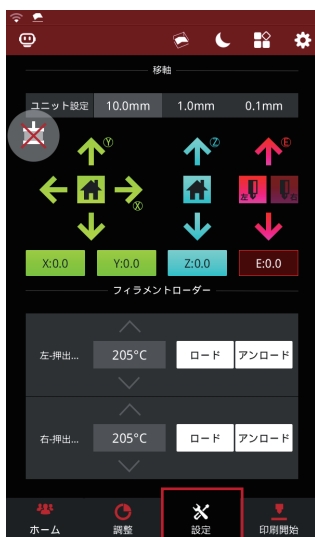 移軸
ユニット設定 10.0mm 1.0mm 0.1mm
Y Z E
X
左 右
X:0.0 Y:0.0 Z:0.0 E:0.0
フィラメントローダー
左-押出... 205°C ロード アンロード
右-押出... 205°C ロード アンロード
ホーム 調整 設定 印刷開始